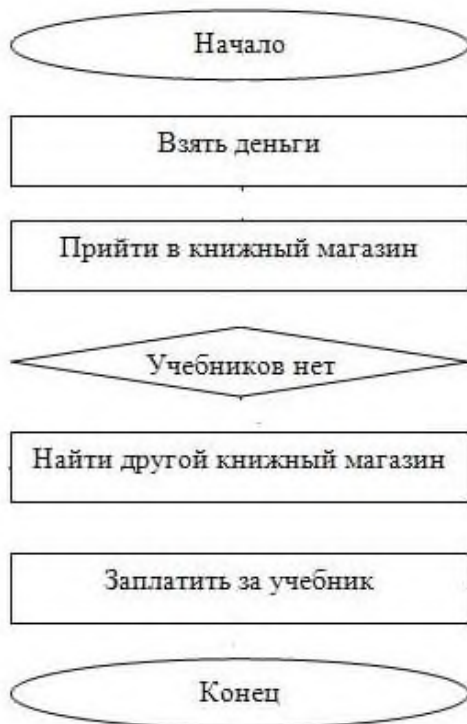 Начало
Взять деньги
Прийти в книжный магазин
Учебников нет
Найти другой книжный магазин
Заплатить за учебник
Конец